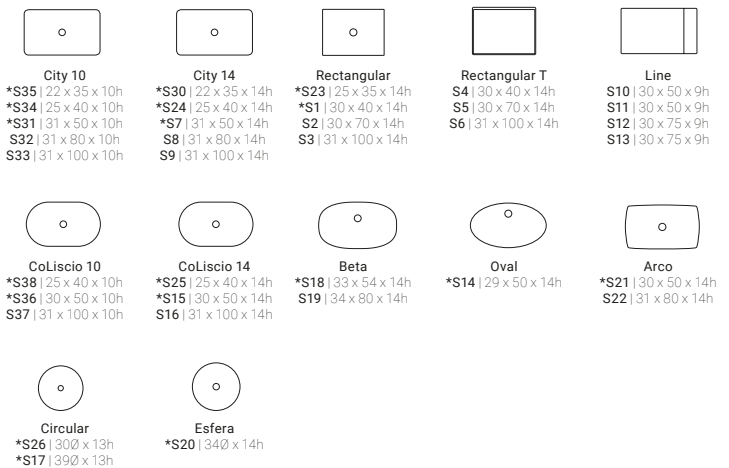 City 10
*S35 | 22 x 35 x 10h
*S34 | 25 x 40 x 10h
*S31 | 31 x 50 x 10h
S32 | 31 x 80 x 10h
S33 | 31 x 100 x 10h
City 14
*S30 | 22 x 35 x 14h
*S24 | 25 x 40 x 14h
*S7 | 31 x 50 x 14h
S8 | 31 x 80 x 14h
S9 | 31 x 100 x 14h
Rectangular
*S23 | 25 x 35 x 14h
*S1 | 30 x 40 x 14h
S2 | 30 x 70 x 14h
S3 | 31 x 100 x 14h
Rectangular T
S4 | 30 x 40 x 14h
S5 | 30 x 70 x 14h
S6 | 31 x 100 x 14h
Line
S10 | 30 x 50 x 9h
S11 | 30 x 50 x 9h
S12 | 30 x 75 x 9h
S13 | 30 x 75 x 9h
CoLiscio 10
*S38 | 25 x 40 x 10h
*S36 | 30 x 50 x 10h
S37 | 31 x 100 x 10h
CoLiscio 14
*S25 | 25 x 40 x 14h
*S15 | 30 x 50 x 14h
S16 | 31 x 100 x 14h
Beta
*S18 | 33 x 54 x 14h
S19 | 34 x 80 x 14h
Oval
*S14 | 29 x 50 x 14h
Arco
*S21 | 30 x 50 x 14h
S22 | 31 x 80 x 14h
Circular
*S26 | 30Ø x 13h
*S17 | 39Ø x 13h
Esfera
*S20 | 34Ø x 14h